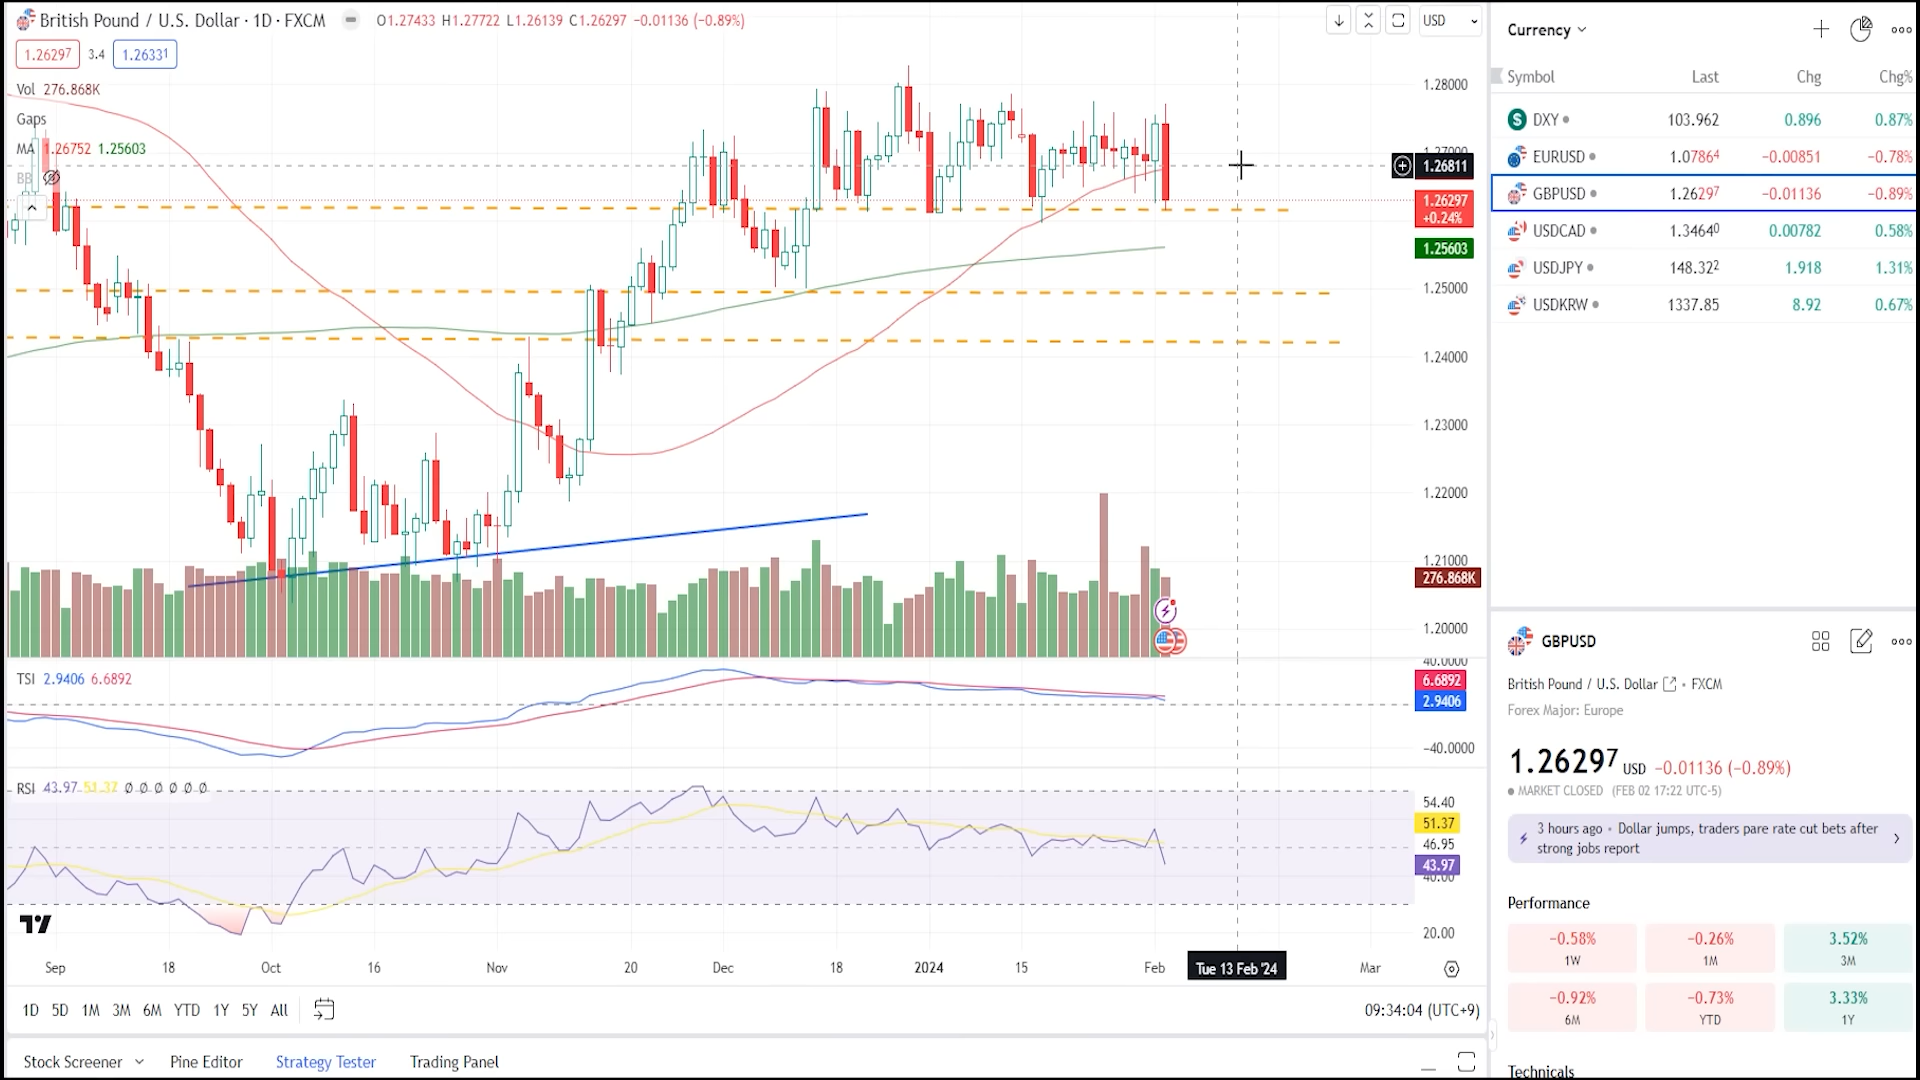 British Pound / U.S. Dollar · 1D · FXCM O1.27433 H1.27722 L1.26139 C1.26297 −0.01136 (−0.89%)
1.26297 3.4 1.26331
Vol 276.868K
Gaps
MA 1.26752 1.25603
BB
USD
1.28000
1.27000
1.26811
1.26297
+0.24%
1.25603
1.25000
1.24000
1.23000
1.22000
1.21000
276.868K
1.20000
TSI 2.9406 6.6892
40.0000
6.6892
2.9406
−40.0000
RSI 43.97 51.37 Ø Ø Ø Ø Ø Ø
54.40
51.37
46.95
43.97
40.00
20.00
Sep 18 Oct 16 Nov 20 Dec 18 2024 15 Feb Tue 13 Feb '24 Mar
1D 5D 1M 3M 6M YTD 1Y 5Y All
09:34:04 (UTC+9)
Stock Screener Pine Editor Strategy Tester Trading Panel
Currency
Symbol Last Chg Chg%
DXY 103.962 0.896 0.87%
EURUSD 1.07864 −0.00851 −0.78%
GBPUSD 1.26297 −0.01136 −0.89%
USDCAD 1.34640 0.00782 0.58%
USDJPY 148.322 1.918 1.31%
USDKRW 1337.85 8.92 0.67%
GBPUSD
British Pound / U.S. Dollar • FXCM
Forex Major: Europe
1.26297 USD −0.01136 (−0.89%)
MARKET CLOSED (FEB 02 17:22 UTC-5)
3 hours ago • Dollar jumps, traders pare rate cut bets after
strong jobs report
Performance
−0.58% −0.26% 3.52%
1W 1M 3M
−0.92% −0.73% 3.33%
6M YTD 1Y
Technicals